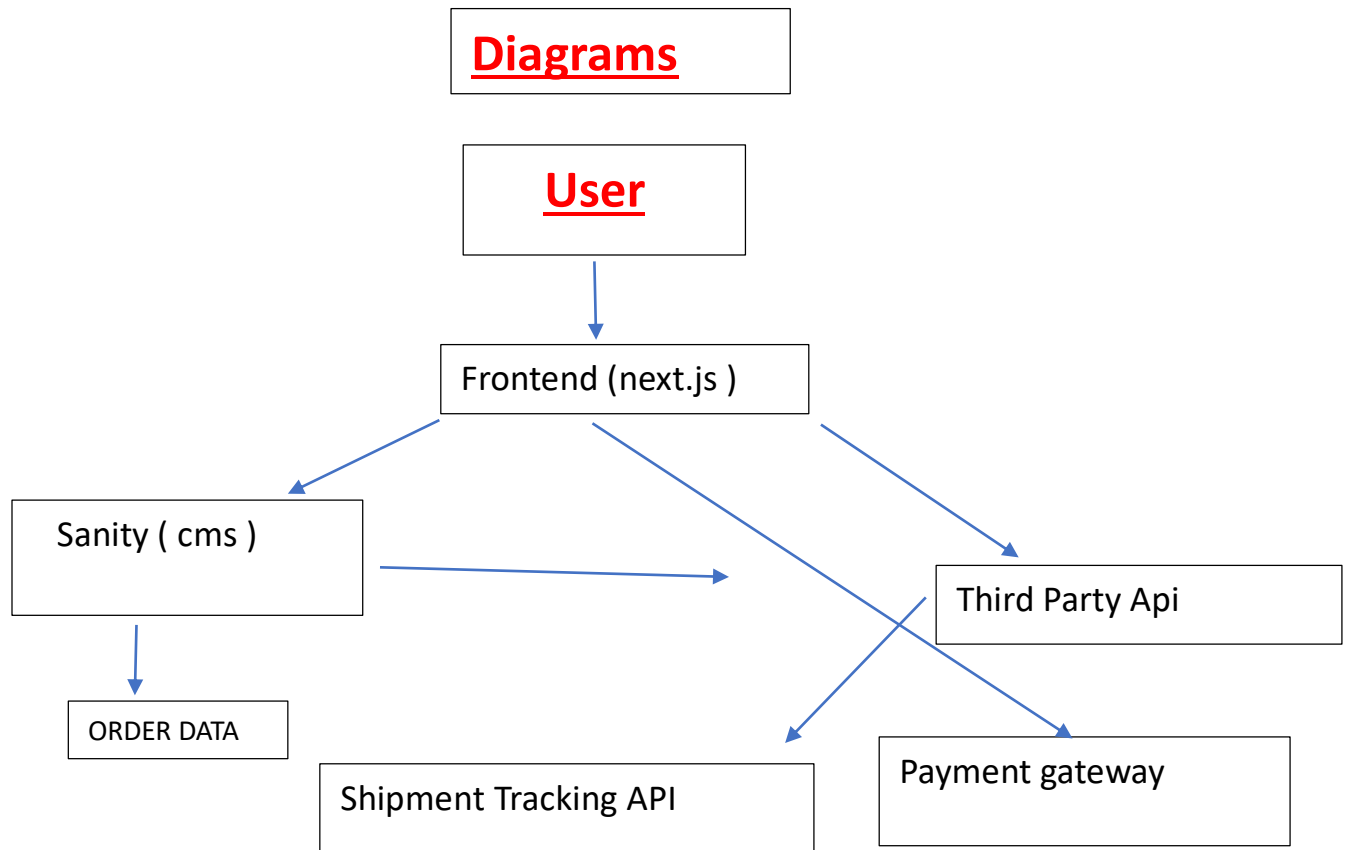 Diagrams
User
Frontend (next.js )
Sanity ( cms )
Third Party Api
ORDER DATA
Shipment Tracking API
Payment gateway